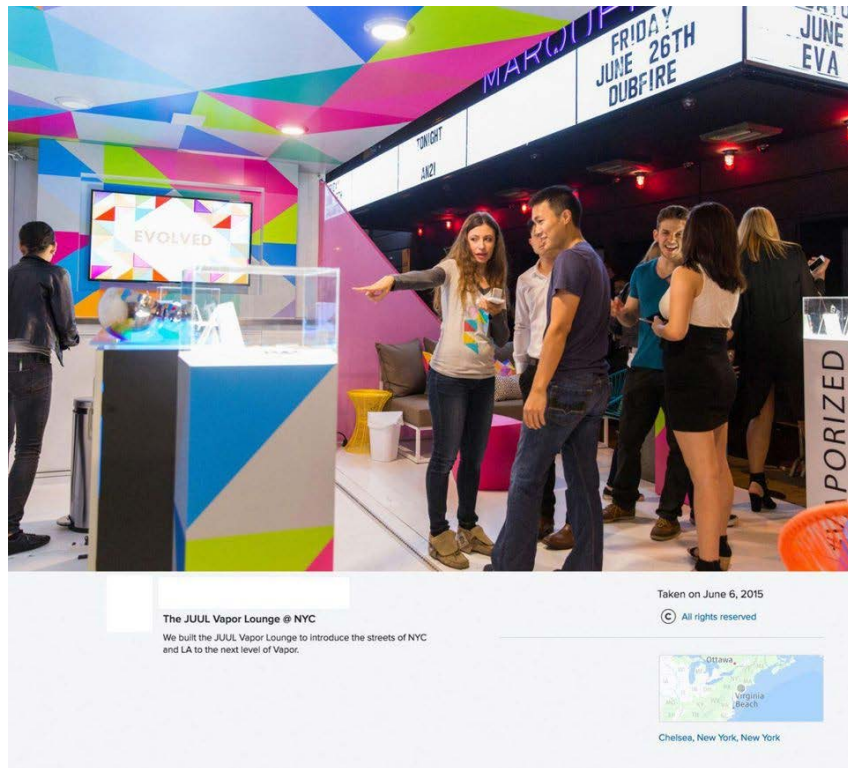 MARQUEE
FRIDAY
JUNE 26TH
DUBFIRE
JUNE
EVA
TONIGHT
AN21
EVOLVED
#VAPORIZED
The JUUL Vapor Lounge @ NYC
We built the JUUL Vapor Lounge to introduce the streets of NYC
and LA to the next level of Vapor.
Taken on June 6, 2015
© All rights reserved
Ottawa
Virginia
Beach
Chelsea, New York, New York